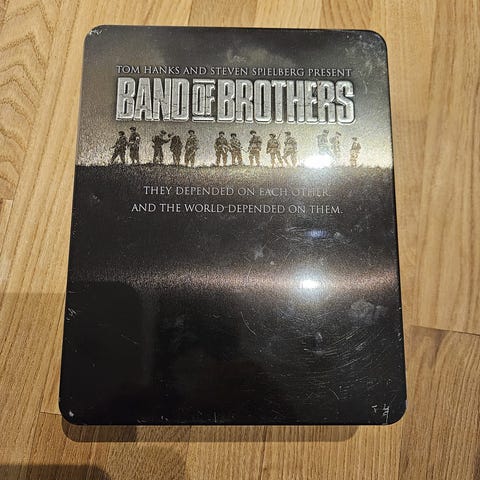 TOM HANKS AND STEVEN SPIELBERG PRESENT
BAND OF BROTHERS
THEY DEPENDED ON EACH OTHER.
AND THE WORLD DEPENDED ON THEM.